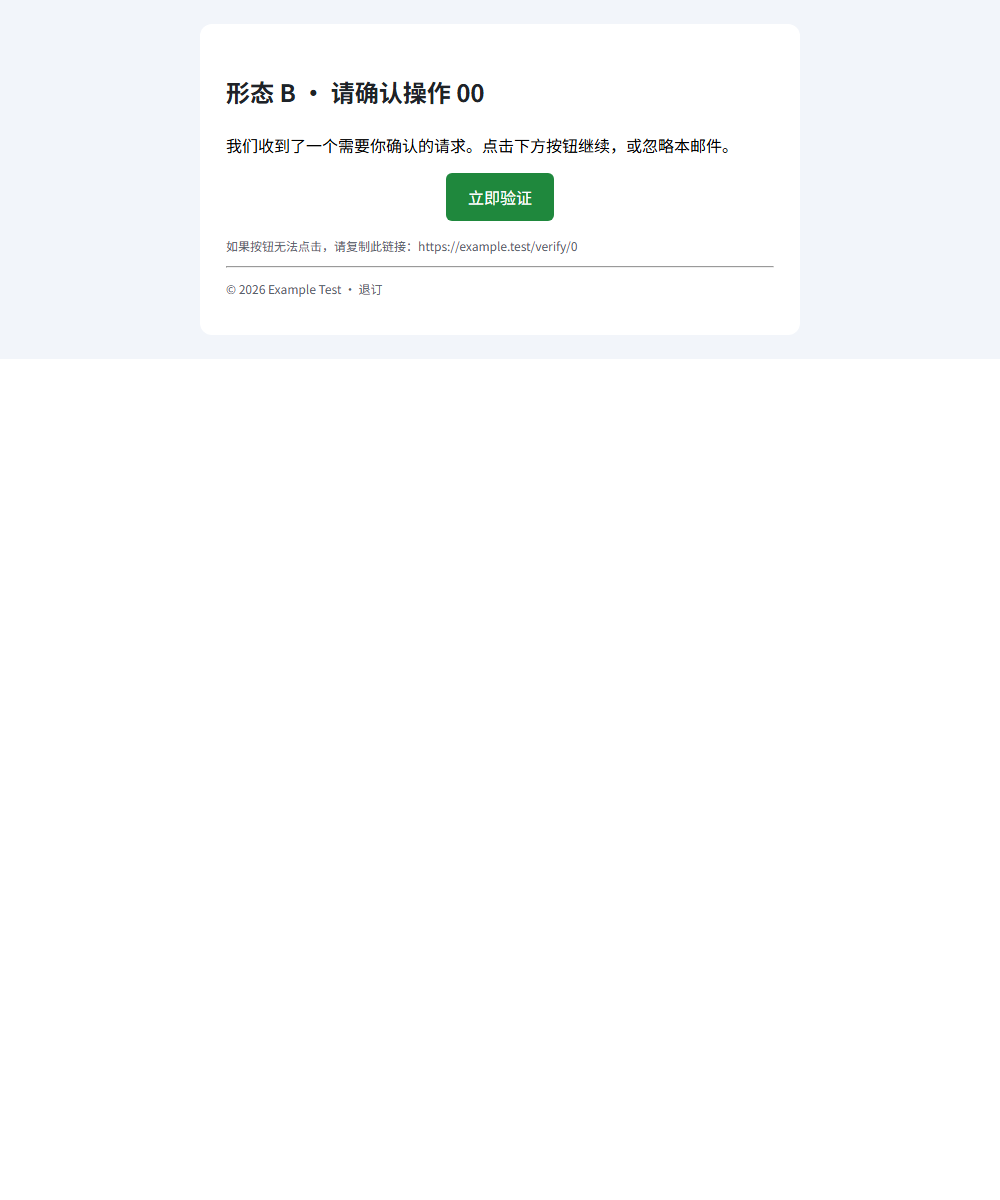 形态 B · 请确认操作 00
我们收到了一个需要你确认的请求。点击下方按钮继续，或忽略本邮件。
立即验证
如果按钮无法点击，请复制此链接：https://example.test/verify/0
© 2026 Example Test · 退订